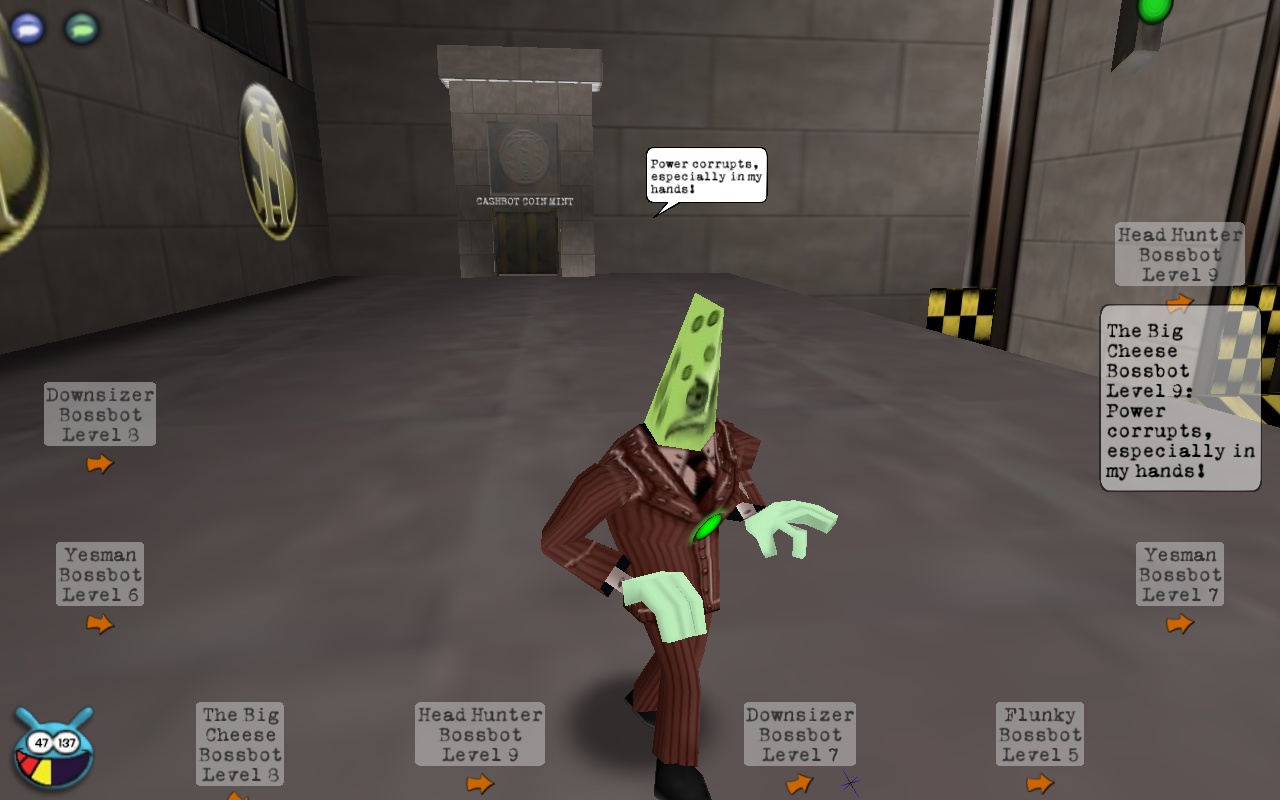 Power corrupts,
especially in my
hands!
CASHBOT COIN MINT
Head Hunter
Bossbot
Level 9
The Big
Cheese
Bossbot
Level 9:
Power
corrupts,
especially in
my hands!
Downsizer
Bossbot
Level 8
Yesman
Bossbot
Level 6
Yesman
Bossbot
Level 7
The Big
Cheese
Bossbot
Level 8
Head Hunter
Bossbot
Level 9
Downsizer
Bossbot
Level 7
Flunky
Bossbot
Level 5
47 137